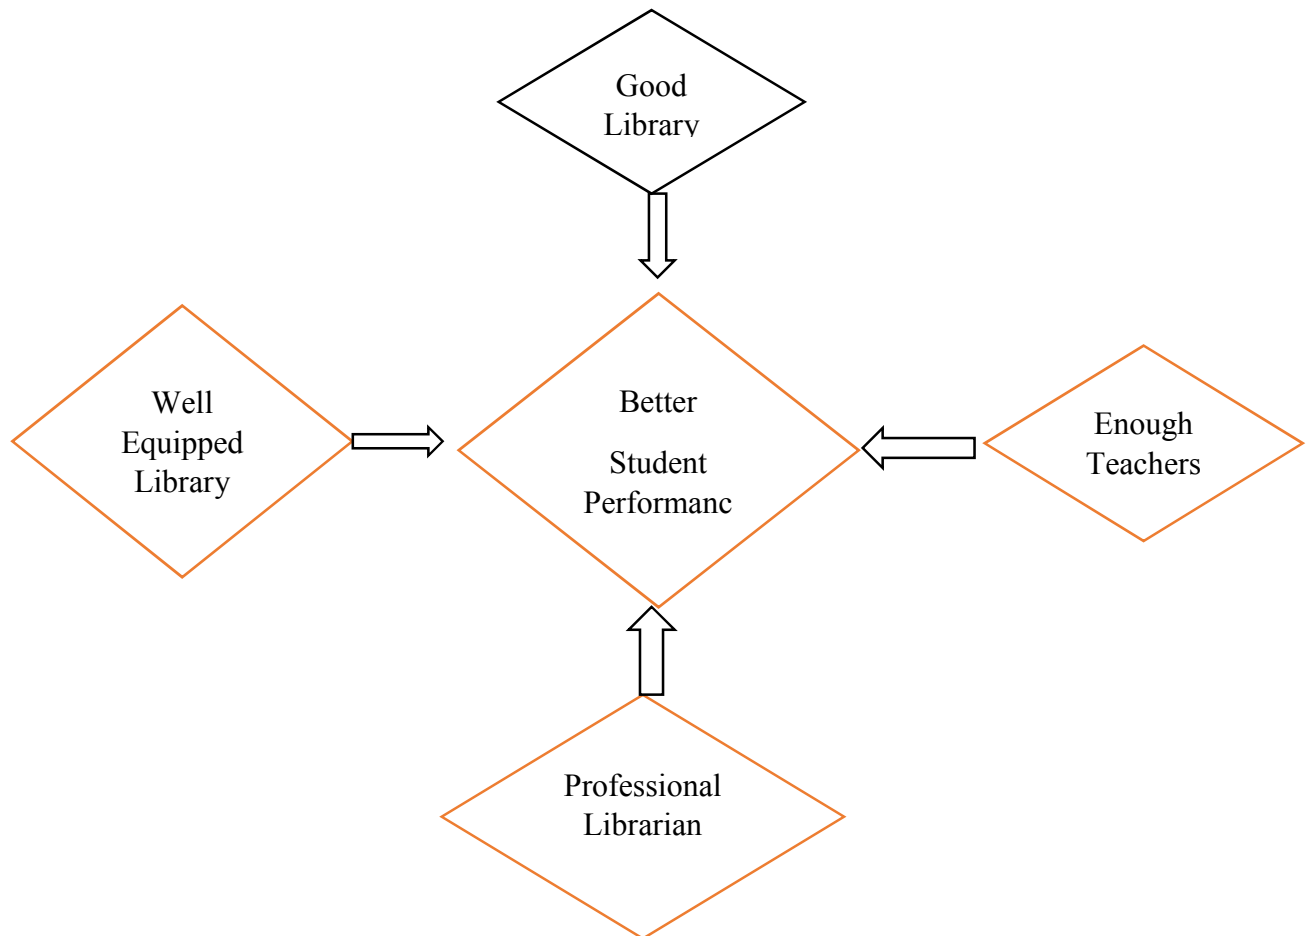 Good
Library
Well
Equipped
Library
Better
Student
Performanc
Enough
Teachers
Professional
Librarian